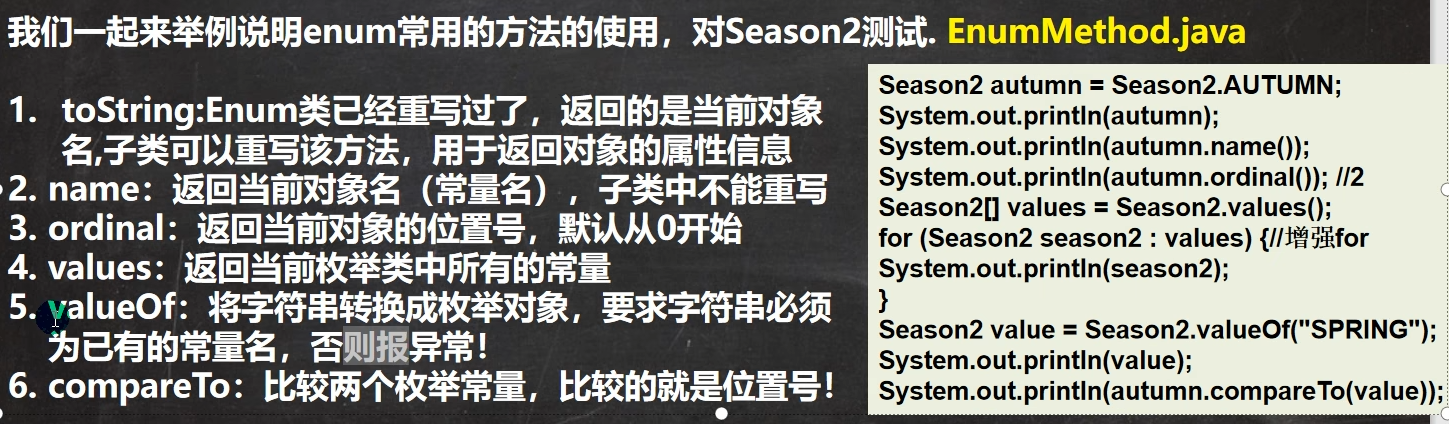 我们一起来举例说明enum常用的方法的使用，对Season2测试. EnumMethod.java
1. toString:Enum类已经重写过了，返回的是当前对象
名,子类可以重写该方法，用于返回对象的属性信息
2. name：返回当前对象名（常量名），子类中不能重写
3. ordinal：返回当前对象的位置号，默认从0开始
4. values：返回当前枚举类中所有的常量
5. valueOf：将字符串转换成枚举对象，要求字符串必须
为已有的常量名，否则报异常！
6. compareTo：比较两个枚举常量，比较的就是位置号！
Season2 autumn = Season2.AUTUMN;
System.out.println(autumn);
System.out.println(autumn.name());
System.out.println(autumn.ordinal()); //2
Season2[] values = Season2.values();
for (Season2 season2 : values) {//增强for
System.out.println(season2);
}
Season2 value = Season2.valueOf("SPRING");
System.out.println(value);
System.out.println(autumn.compareTo(value));